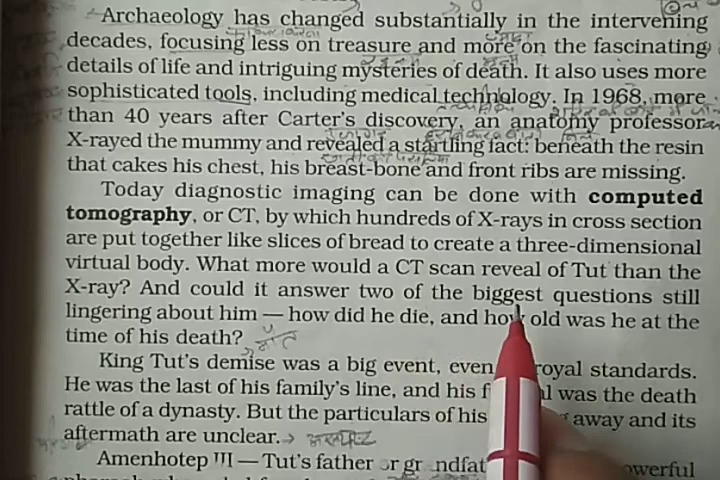 Archaeology has changed substantially in the intervening
decades, focusing less on treasure and more on the fascinating
details of life and intriguing mysteries of death. It also uses more
sophisticated tools, including medical technology. In 1968, more
than 40 years after Carter's discovery, an anatomy professor
X-rayed the mummy and revealed a startling fact: beneath the resin
that cakes his chest, his breast-bone and front ribs are missing.
Today diagnostic imaging can be done with computed
tomography, or CT, by which hundreds of X-rays in cross section
are put together like slices of bread to create a three-dimensional
virtual body. What more would a CT scan reveal of Tut than the
X-ray? And could it answer two of the biggest questions still
lingering about him — how did he die, and how old was he at the
time of his death?
मौत
King Tut's demise was a big event, even royal standards.
He was the last of his family's line, and his was the death
rattle of a dynasty. But the particulars of his away and its
aftermath are unclear.
Amenhotep III — Tut's father or